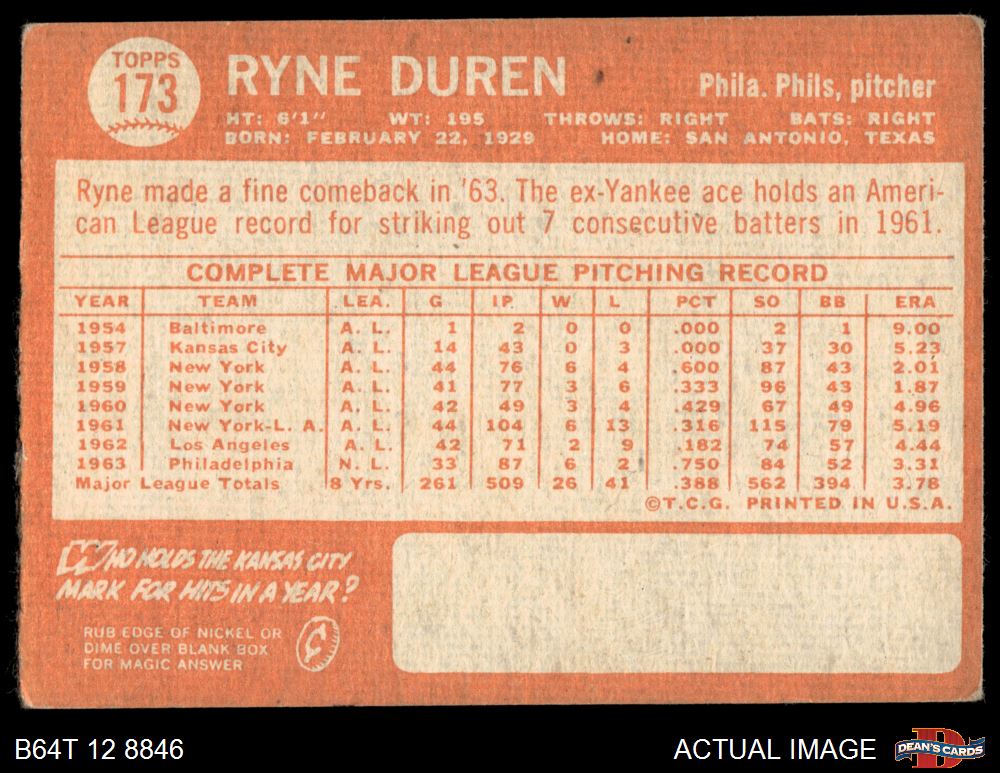 TOPPS
173
RYNE DUREN
Phila. Phils, pitcher
HT: 6'1" WT: 195 THROWS: RIGHT BATS: RIGHT
BORN: FEBRUARY 22, 1929 HOME: SAN ANTONIO, TEXAS
Ryne made a fine comeback in '63. The ex-Yankee ace holds an Ameri-
can League record for striking out 7 consecutive batters in 1961.
COMPLETE MAJOR LEAGUE PITCHING RECORD
YEAR TEAM LEA. G IP W L PCT SO BB ERA
1954 Baltimore A. L. 1 2 0 0 .000 2 1 9.00
1957 Kansas City A. L. 14 43 0 3 .000 37 30 5.23
1958 New York A. L. 44 76 6 4 .600 87 43 2.01
1959 New York A. L. 41 77 3 6 .333 96 43 1.87
1960 New York A. L. 42 49 3 4 .429 67 49 4.96
1961 New York-L. A. A. L. 44 104 6 13 .316 115 79 5.19
1962 Los Angeles A. L. 42 71 2 9 .182 74 57 4.44
1963 Philadelphia N. L. 33 87 6 2 .750 84 52 3.31
Major League Totals 8 Yrs. 261 509 26 41 .388 562 394 3.78
©T.C.G. PRINTED IN U.S.A.
WHO HOLDS THE KANSAS CITY
MARK FOR HITS IN A YEAR?
RUB EDGE OF NICKEL OR
DIME OVER BLANK BOX
FOR MAGIC ANSWER
B64T 12 8846
ACTUAL IMAGE
D
DEAN'S CARDS